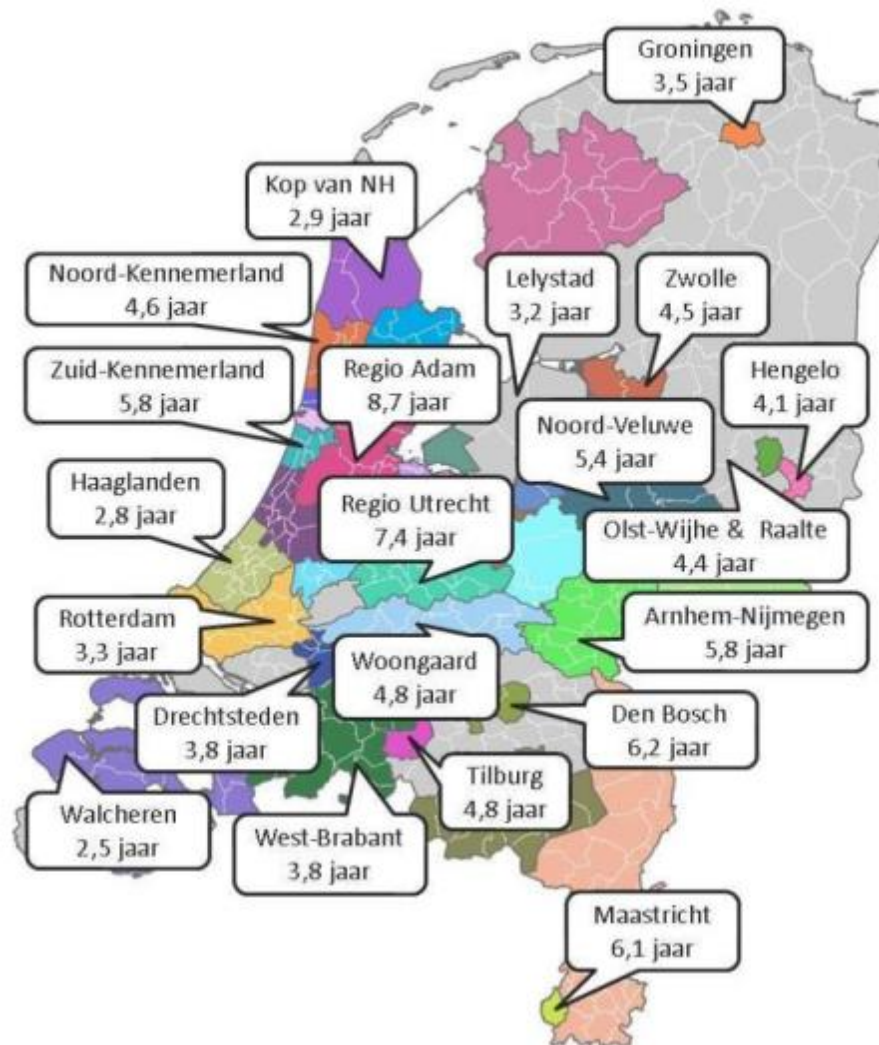 Groningen
3,5 jaar
Kop van NH
2,9 jaar
Noord-Kennemerland
4,6 jaar
Lelystad
3,2 jaar
Zwolle
4,5 jaar
Zuid-Kennemerland
5,8 jaar
Regio Adam
8,7 jaar
Hengelo
4,1 jaar
Noord-Veluwe
5,4 jaar
Haaglanden
2,8 jaar
Regio Utrecht
7,4 jaar
Olst-Wijhe & Raalte
4,4 jaar
Rotterdam
3,3 jaar
Arnhem-Nijmegen
5,8 jaar
Woongaard
4,8 jaar
Drechtsteden
3,8 jaar
Den Bosch
6,2 jaar
Tilburg
4,8 jaar
Walcheren
2,5 jaar
West-Brabant
3,8 jaar
Maastricht
6,1 jaar